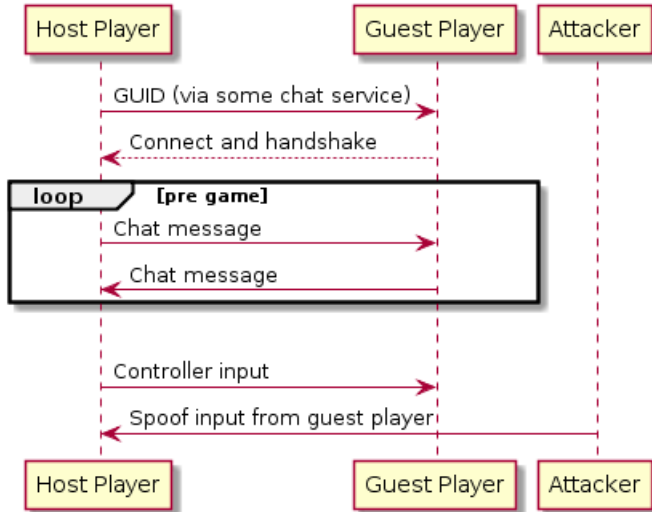 Host Player
Guest Player
Attacker
GUID (via some chat service)
Connect and handshake
loop
[pre game]
Chat message
Chat message
Controller input
Spoof input from guest player
Host Player
Guest Player
Attacker